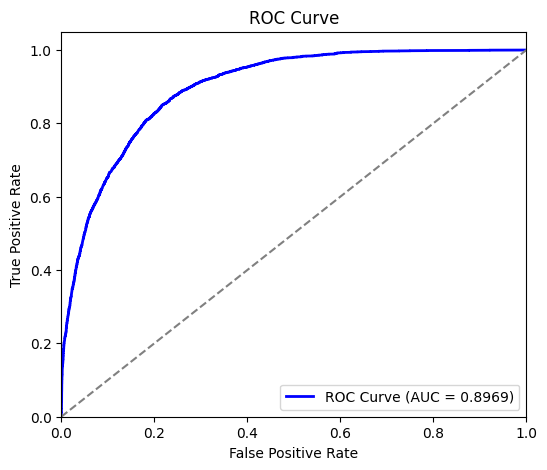 ROC Curve
1.0
0.8
0.6
0.4
0.2
0.0
True Positive Rate
0.0 0.2 0.4 0.6 0.8 1.0
False Positive Rate
ROC Curve (AUC = 0.8969)